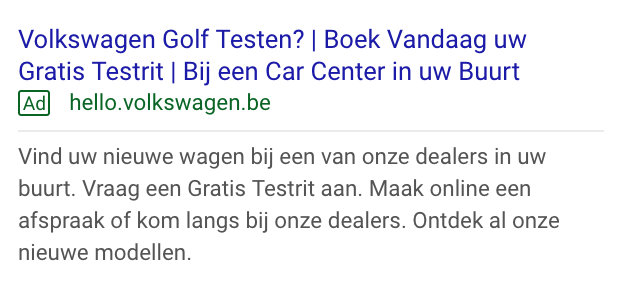 Volkswagen Golf Testen? | Boek Vandaag uw
Gratis Testrit | Bij een Car Center in uw Buurt
Ad hello.volkswagen.be
Vind uw nieuwe wagen bij een van onze dealers in uw
buurt. Vraag een Gratis Testrit aan. Maak online een
afspraak of kom langs bij onze dealers. Ontdek al onze
nieuwe modellen.